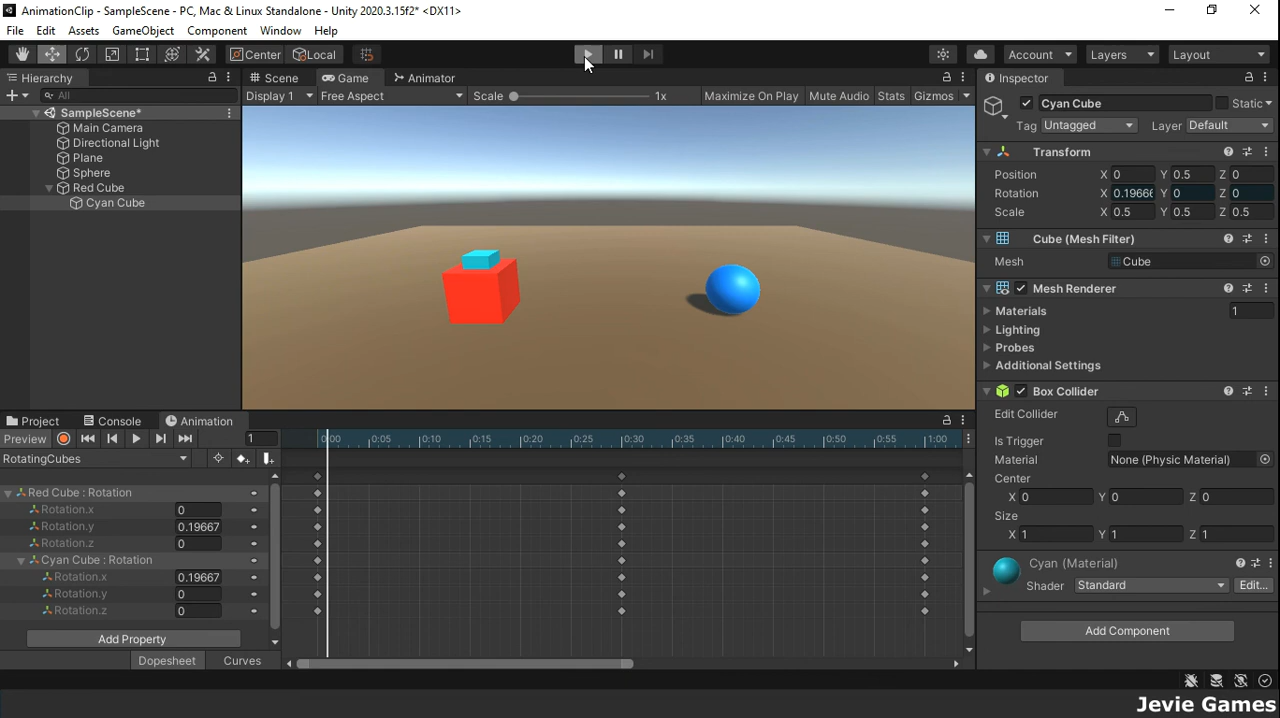 AnimationClip - SampleScene - PC, Mac & Linux Standalone - Unity 2020.3.15f2* <DX11>
File Edit Assets GameObject Component Window Help
Center Local Account Layers Layout
Hierarchy
All
SampleScene*
Main Camera
Directional Light
Plane
Sphere
Red Cube
Cyan Cube
Scene Game Animator
Display 1 Free Aspect Scale 1x Maximize On Play Mute Audio Stats Gizmos
Inspector
Cyan Cube Static
Tag Untagged Layer Default
Transform
Position X 0 Y 0.5 Z 0
Rotation X 0.1966 Y 0 Z 0
Scale X 0.5 Y 0.5 Z 0.5
Cube (Mesh Filter)
Mesh Cube
Mesh Renderer
Materials 1
Lighting
Probes
Additional Settings
Box Collider
Edit Collider
Is Trigger
Material None (Physic Material)
Center
X 0 Y 0 Z 0
Size
X 1 Y 1 Z 1
Cyan (Material)
Shader Standard Edit...
Add Component
Project Console Animation
Preview 1 0:00 0:05 0:10 0:15 0:20 0:25 0:30 0:35 0:40 0:45 0:50 0:55 1:00
RotatingCubes
Red Cube : Rotation
Rotation.x 0
Rotation.y 0.19667
Rotation.z 0
Cyan Cube : Rotation
Rotation.x 0.19667
Rotation.y 0
Rotation.z 0
Add Property
Dopesheet Curves
Jevie Games